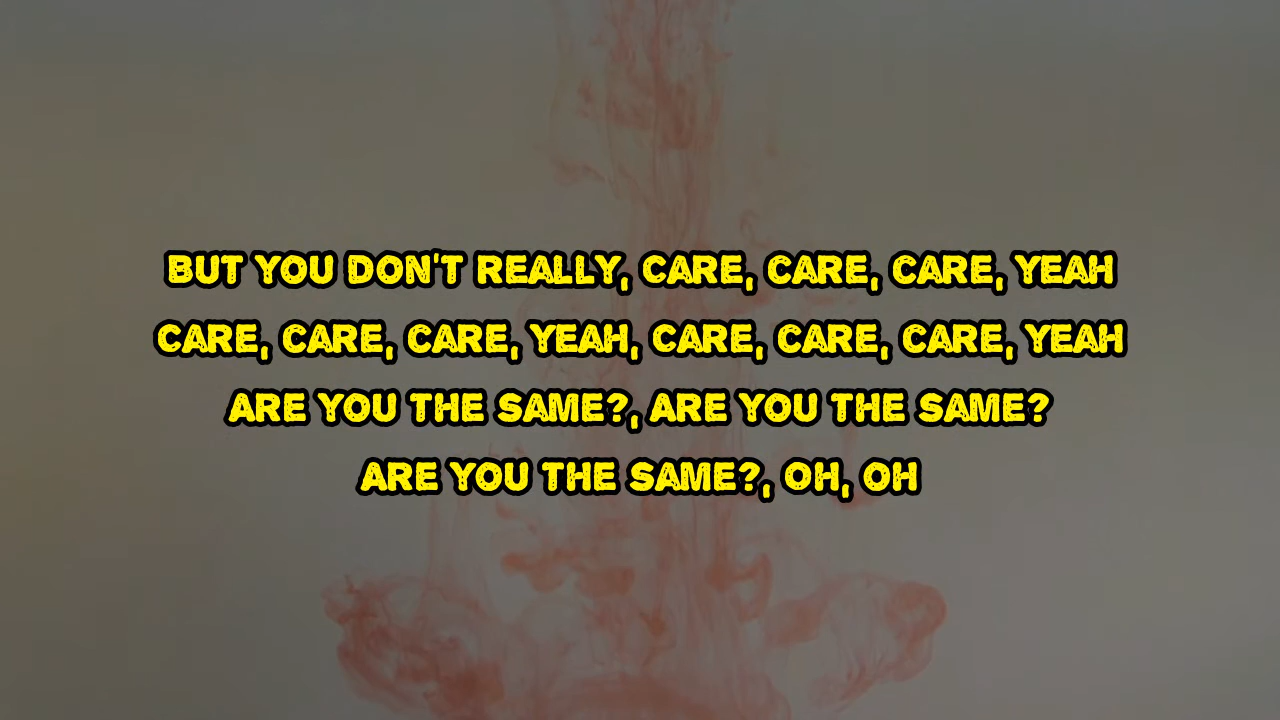 BUT YOU DON'T REALLY, CARE, CARE, CARE, YEAH
CARE, CARE, CARE, YEAH, CARE, CARE, CARE, YEAH
ARE YOU THE SAME?, ARE YOU THE SAME?
ARE YOU THE SAME?, OH, OH